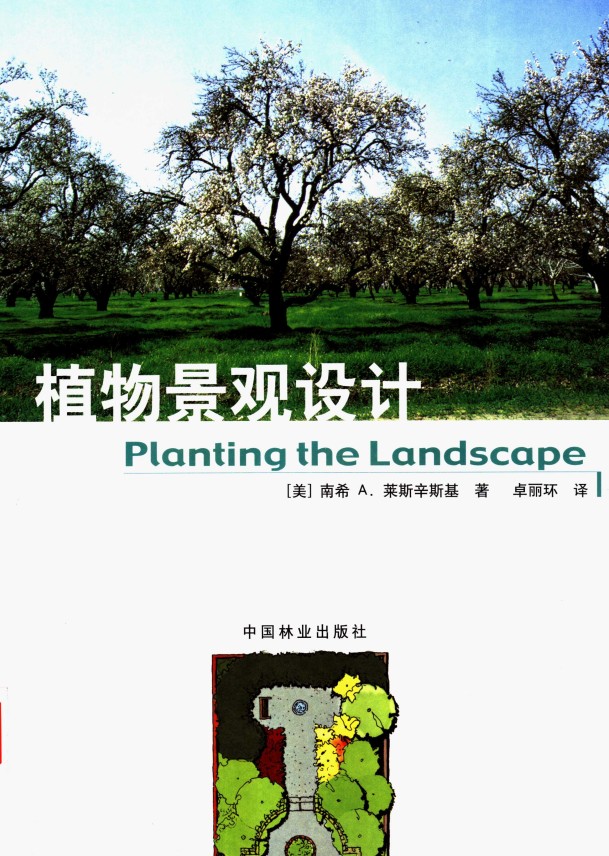 植物景观设计
Planting the Landscape
[美] 南希 A. 莱斯辛斯基 著 卓丽环 译
中国林业出版社